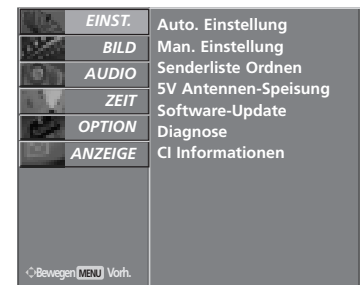 EINST.
BILD
AUDIO
ZEIT
OPTION
ANZEIGE
Auto. Einstellung
Man. Einstellung
Senderliste Ordnen
5V Antennen-Speisung
Software-Update
Diagnose
CI Informationen
Bewegen MENU Vorh.